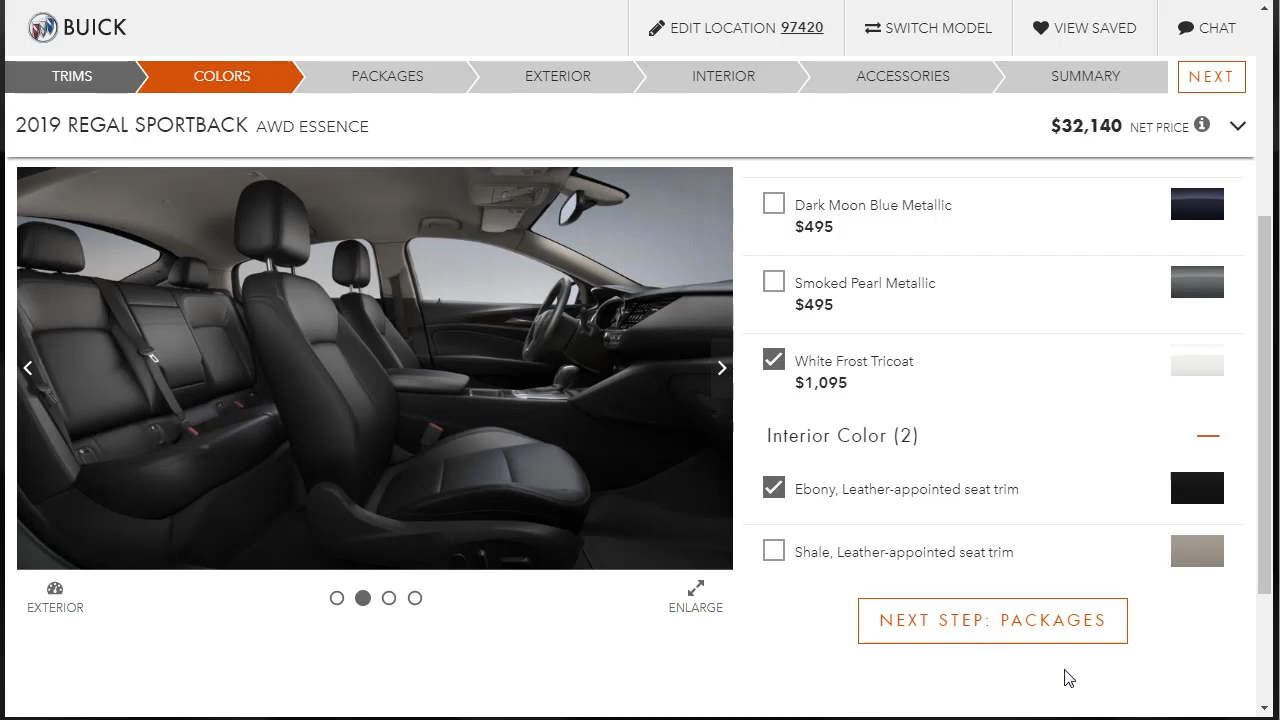 BUICK
EDIT LOCATION 97420
SWITCH MODEL
VIEW SAVED
CHAT
TRIMS
COLORS
PACKAGES
EXTERIOR
INTERIOR
ACCESSORIES
SUMMARY
NEXT
2019 REGAL SPORTBACK AWD ESSENCE
$32,140 NET PRICE
Dark Moon Blue Metallic
$495
Smoked Pearl Metallic
$495
White Frost Tricoat
$1,095
Interior Color (2)
Ebony, Leather-appointed seat trim
Shale, Leather-appointed seat trim
EXTERIOR
ENLARGE
NEXT STEP: PACKAGES